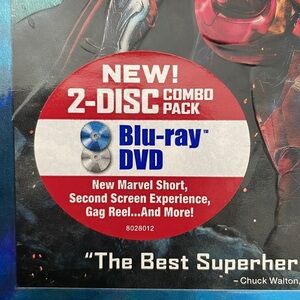 NEW!
2-DISC COMBO PACK
Blu-ray™
DVD
New Marvel Short,
Second Screen Experience,
Gag Reel...And More!
8028012
“The Best Superher
– Chuck Walton,